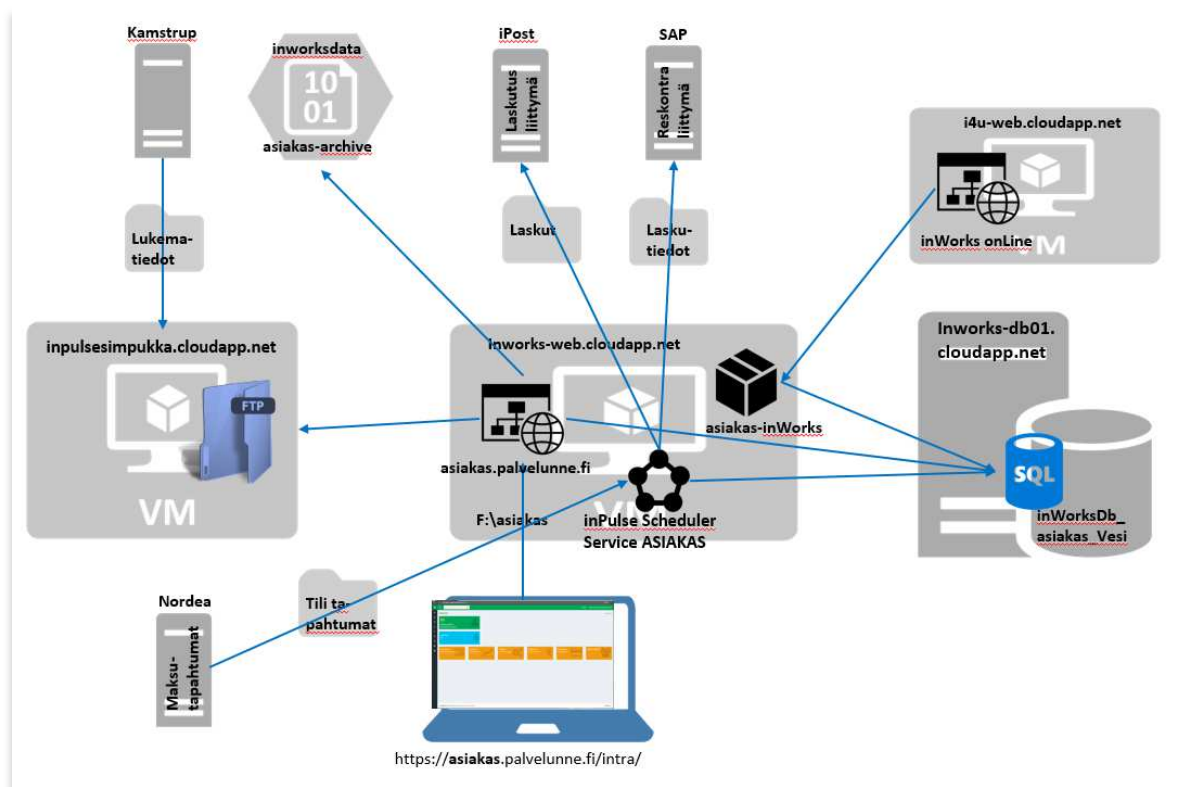 Kamstrup
inworksdata
10
01
asiakas-archive
iPost
Laskutus
liittymä
SAP
Reskontra
liittymä
i4u-web.cloudapp.net
inWorks onLine
VM
Lukema-
tiedot
Laskut
Lasku-
tiedot
inpulsesimpukka.cloudapp.net
FTP
VM
inworks-web.cloudapp.net
asiakas-inWorks
asiakas.palvelunne.fi
F:\asiakas
VM
inPulse Scheduler
Service ASIAKAS
Inworks-db01.
cloudapp.net
SQL
inWorksDb_
asiakas_Vesi
Nordea
Maksu-
tapahtumat
Tili ta-
pahtumat
https://asiakas.palvelunne.fi/intra/